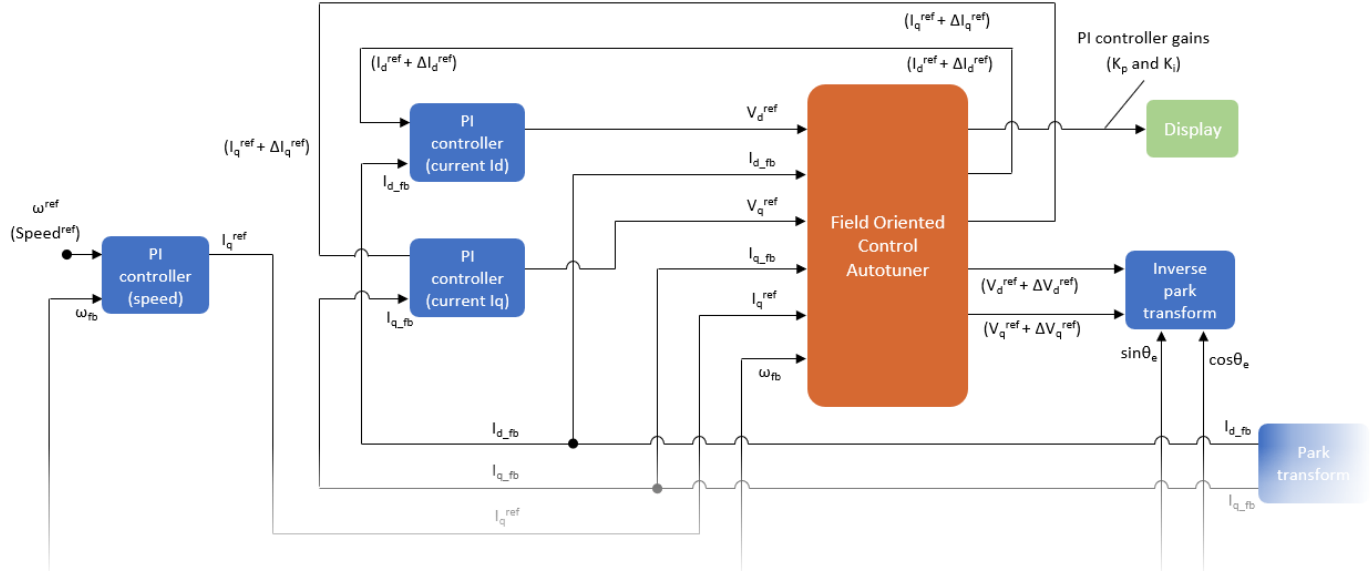 (I_q^ref + ΔI_q^ref)
(I_d^ref + ΔI_d^ref)
(I_d^ref + ΔI_d^ref)
PI controller gains
(K_p and K_i)
PI
controller
(current Id)
V_d^ref
Display
(I_q^ref + ΔI_q^ref)
I_d_fb
I_d_fb
ω^ref
(Speed^ref)
I_q^ref
V_q^ref
Field Oriented
Control
Autotuner
PI
controller
(speed)
ω_fb
PI
controller
(current Iq)
I_q_fb
I_q_fb
I_q^ref
ω_fb
(V_d^ref + ΔV_d^ref)
(V_q^ref + ΔV_q^ref)
Inverse
park
transform
sinθ_e
cosθ_e
I_d_fb
I_d_fb
Park
transform
I_q_fb
I_q_fb
I_q^ref